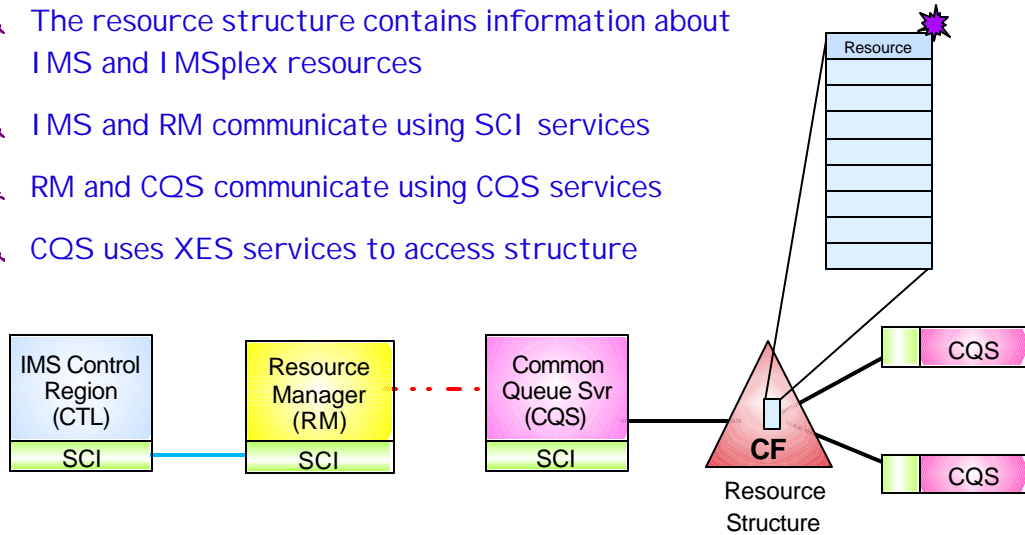 The resource structure contains information about
IMS and IMSplex resources
IMS and RM communicate using SCI services
RM and CQS communicate using CQS services
CQS uses XES services to access structure
Resource
IMS Control
Region
(CTL)
SCI
Resource
Manager
(RM)
SCI
Common
Queue Svr
(CQS)
SCI
CF
Resource
Structure
CQS
CQS